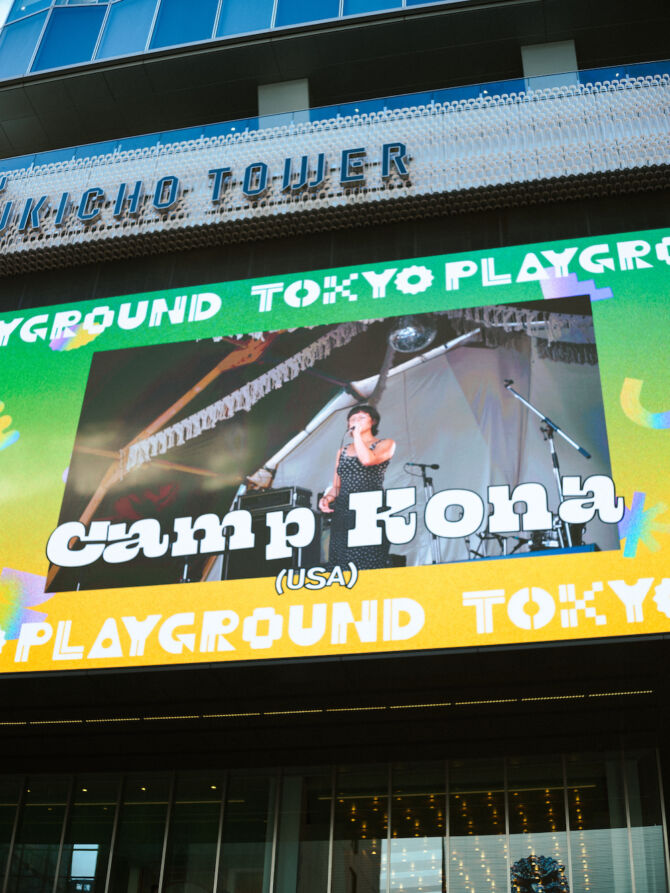 UKICHO TOWER
YGROUND TOKYO PLAYGRO
Camp Kona
(USA)
PLAYGROUND TOKYO